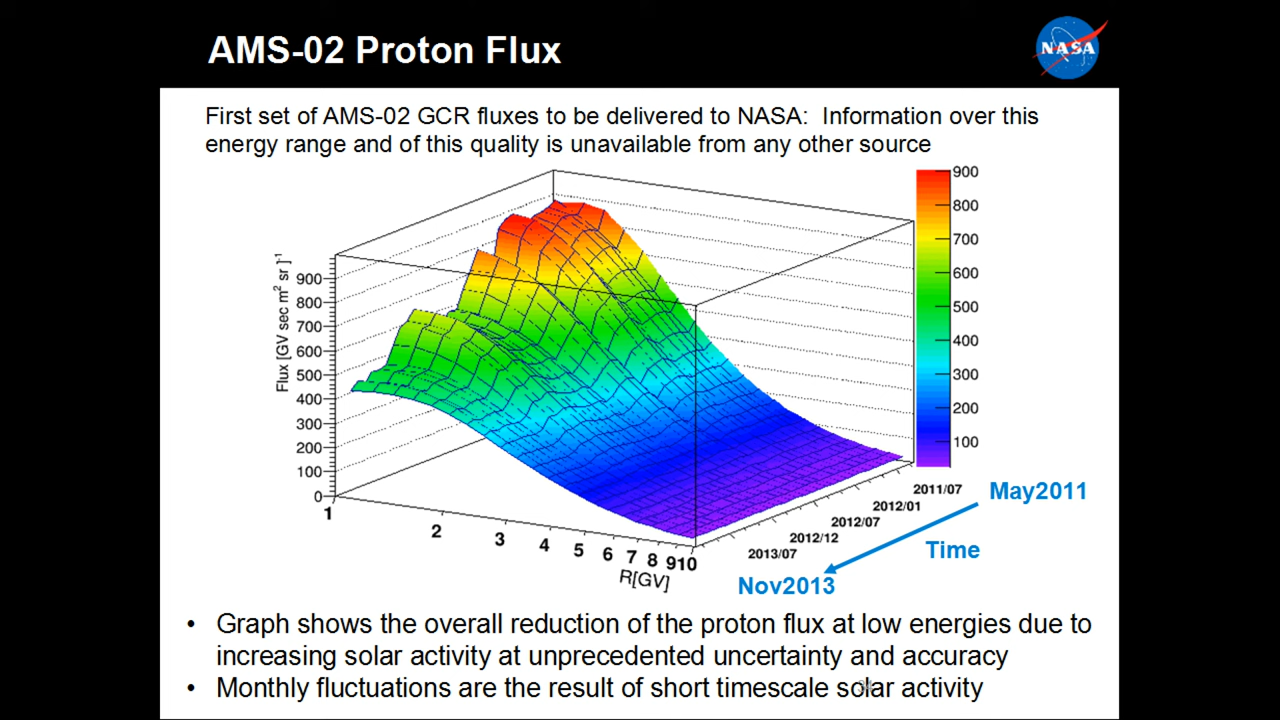 AMS-02 Proton Flux
NASA
First set of AMS-02 GCR fluxes to be delivered to NASA:  Information over this
energy range and of this quality is unavailable from any other source
900
800
700
600
500
400
300
200
100
Flux [GV sec m² sr ]⁻¹
900
800
700
600
500
400
300
200
100
0
1
2
3
4
5
6
7
8
910
R[GV]
2011/07
2012/01
2012/07
2012/12
2013/07
May2011
Time
Nov2013
• Graph shows the overall reduction of the proton flux at low energies due to
increasing solar activity at unprecedented uncertainty and accuracy
• Monthly fluctuations are the result of short timescale solar activity